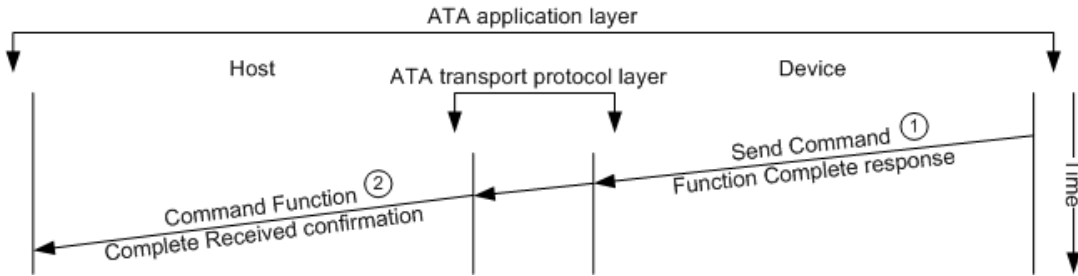 ATA application layer
Host
Device
ATA transport protocol layer
Send Command ①
Function Complete response
Command Function ②
Complete Received confirmation
Time